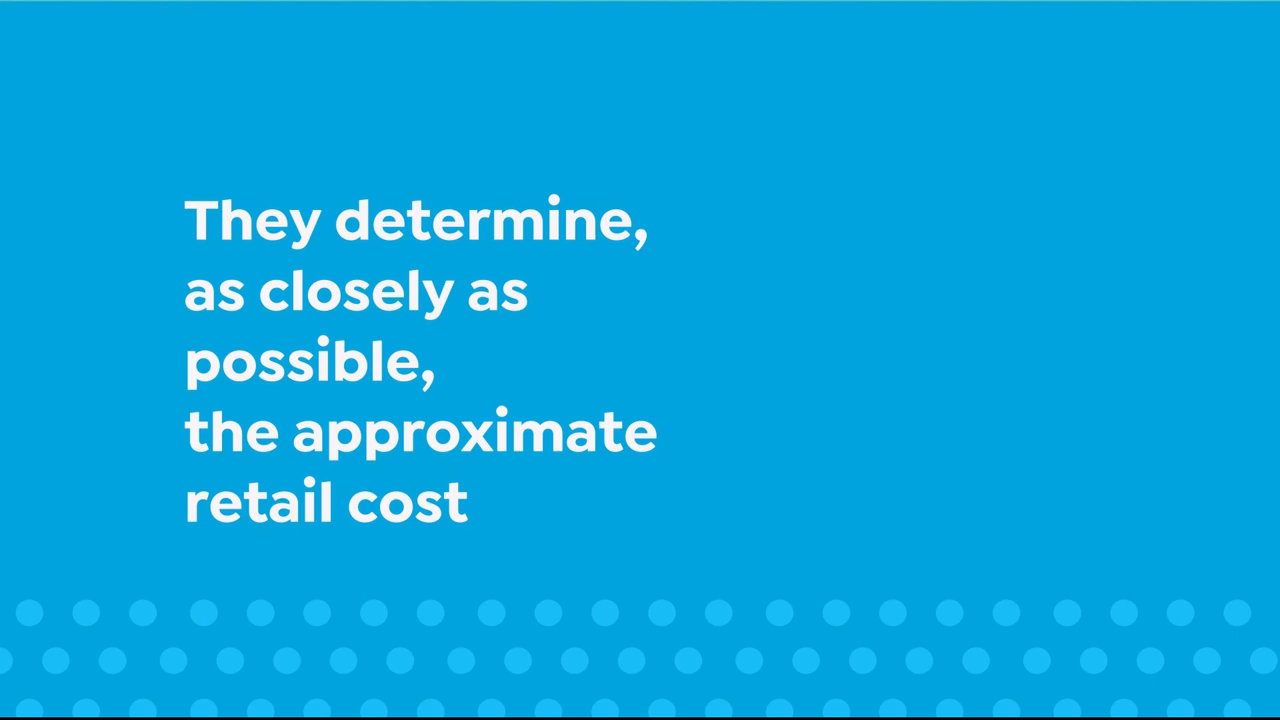 They determine,
as closely as
possible,
the approximate
retail cost